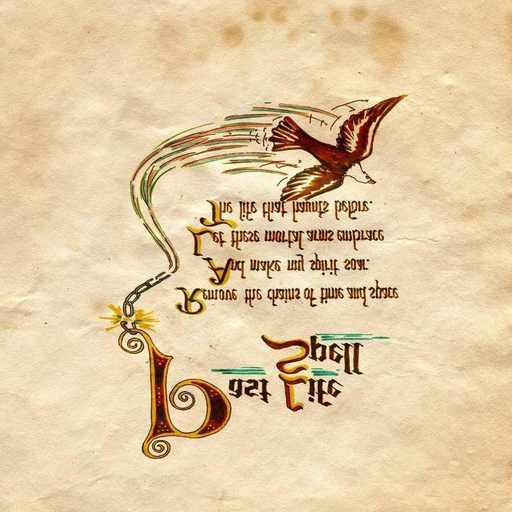 Past Life
Spell
Remove the chains of time and space
And make my spirit soar.
Let these mortal arms embrace
The life that haunts before.